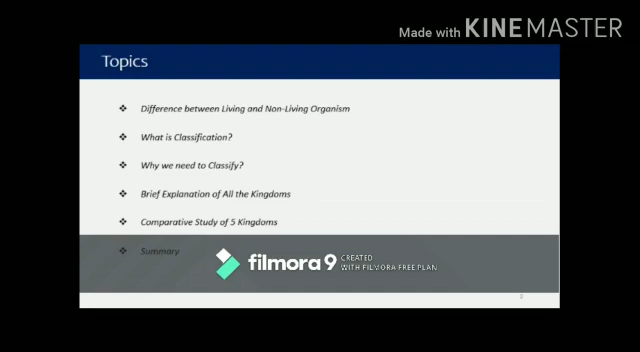 Made with KINEMASTER
Topics
Difference between Living and Non-Living Organism
What is Classification?
Why we need to Classify?
Brief Explanation of All the Kingdoms
Comparative Study of 5 Kingdoms
Summary
filmora 9 CREATED
WITH FILMORA FREE PLAN